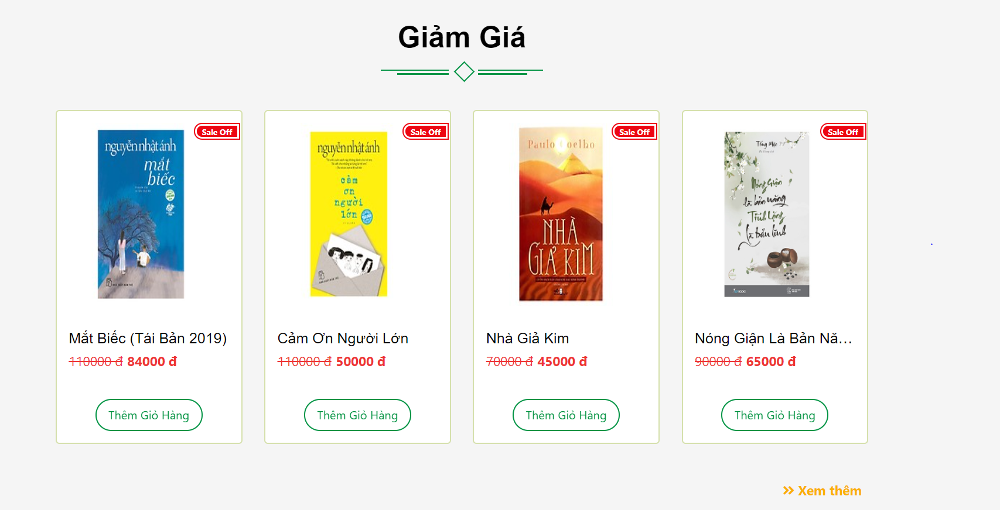 Giảm Giá
Sale Off
nguyễn nhật ánh
mắt
biếc
Mắt Biếc (Tái Bản 2019)
110000 đ 84000 đ
Thêm Giỏ Hàng
Sale Off
nguyễn nhật ánh
cảm
ơn
người
lớn
truyện
Cảm Ơn Người Lớn
110000 đ 50000 đ
Thêm Giỏ Hàng
Sale Off
Paulo Coelho
NHÀ
GIẢ KIM
Nhà Giả Kim
70000 đ 45000 đ
Thêm Giỏ Hàng
Sale Off
Tống Mặc
Nóng Giận
là bản năng
Tĩnh Lặng
là bản lĩnh
Nóng Giận Là Bản Nă...
90000 đ 65000 đ
Thêm Giỏ Hàng
Xem thêm